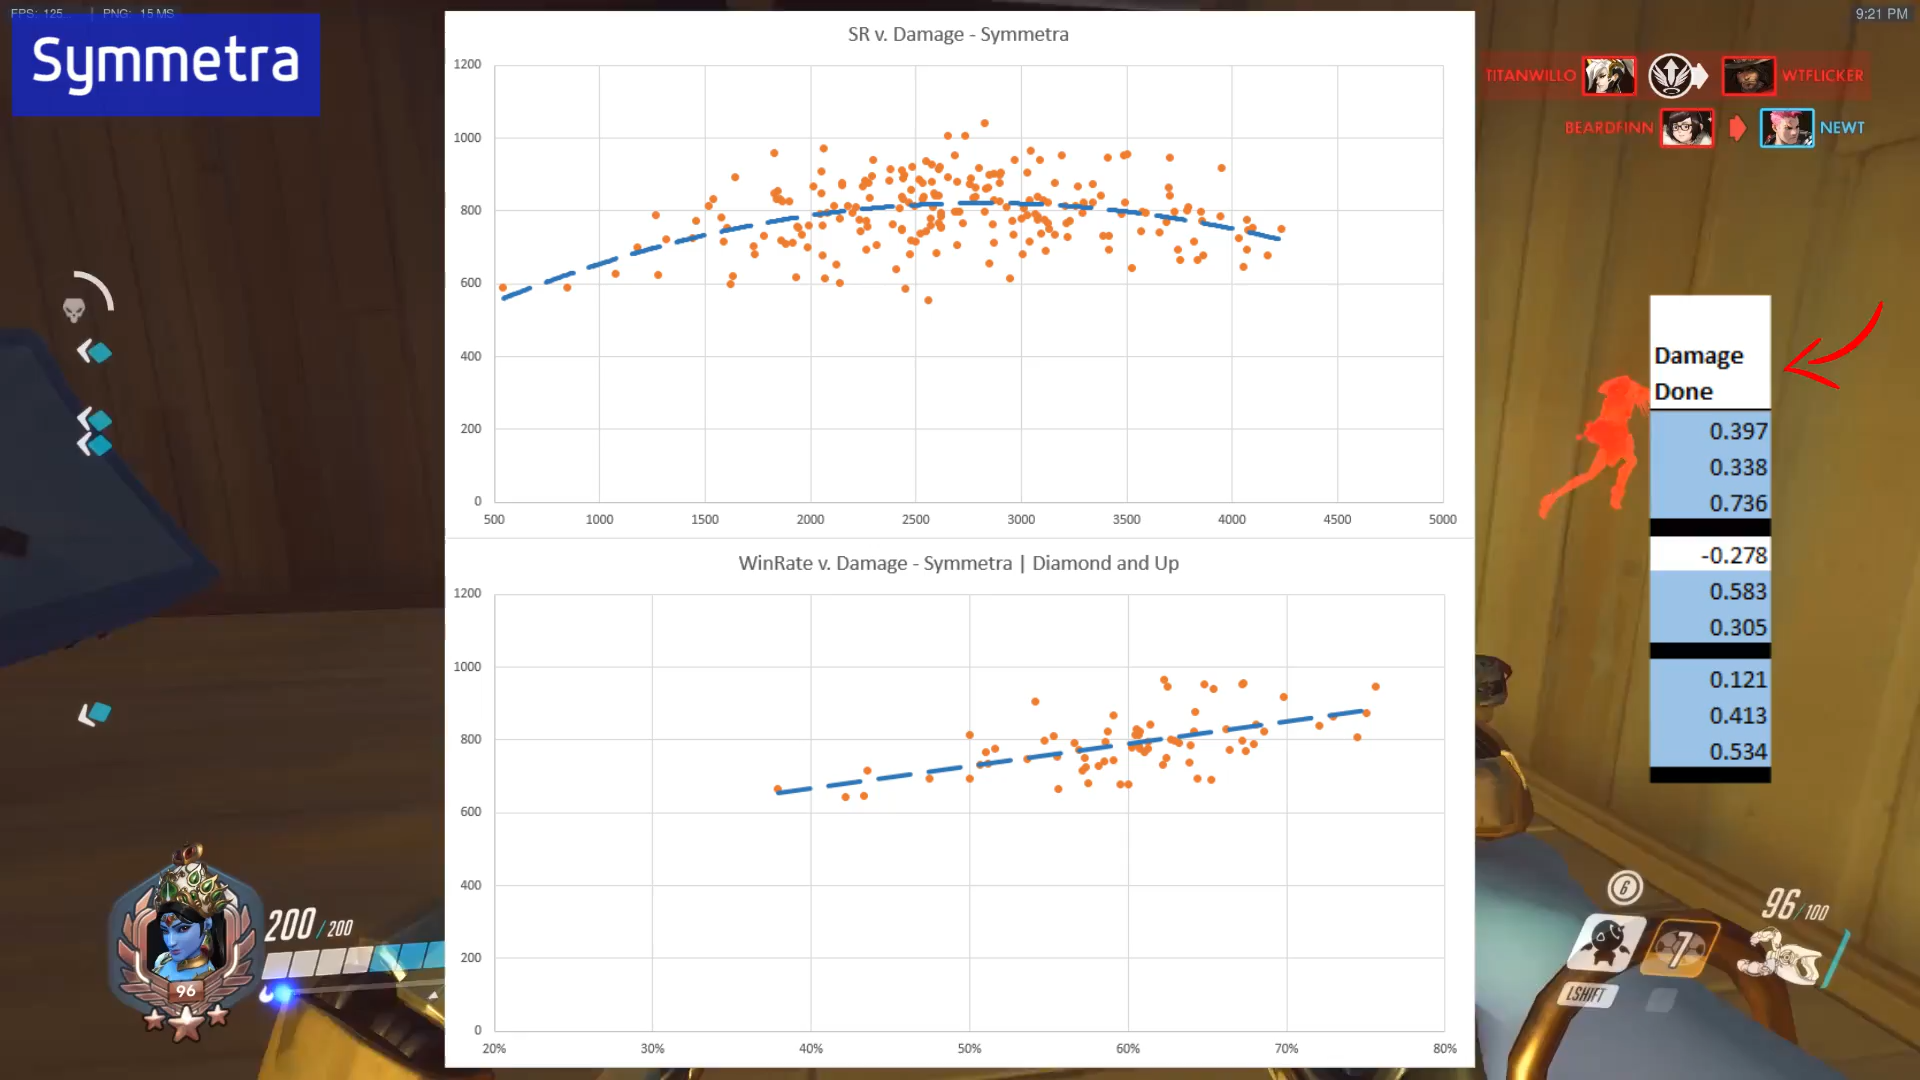 FPS: 125... | PNG: 15 MS
9:21 PM
Symmetra
SR v. Damage - Symmetra
1200
1000
800
600
400
200
0
500 1000 1500 2000 2500 3000 3500 4000 4500 5000
WinRate v. Damage - Symmetra | Diamond and Up
1200
1000
800
600
400
200
0
20% 30% 40% 50% 60% 70% 80%
TITANWILLO WTFLICKER
BEARDFINN NEWT
Damage
Done
0.397
0.338
0.736
-0.278
0.583
0.305
0.121
0.413
0.534
200/200
96
6
7
LSHIFT
96/100